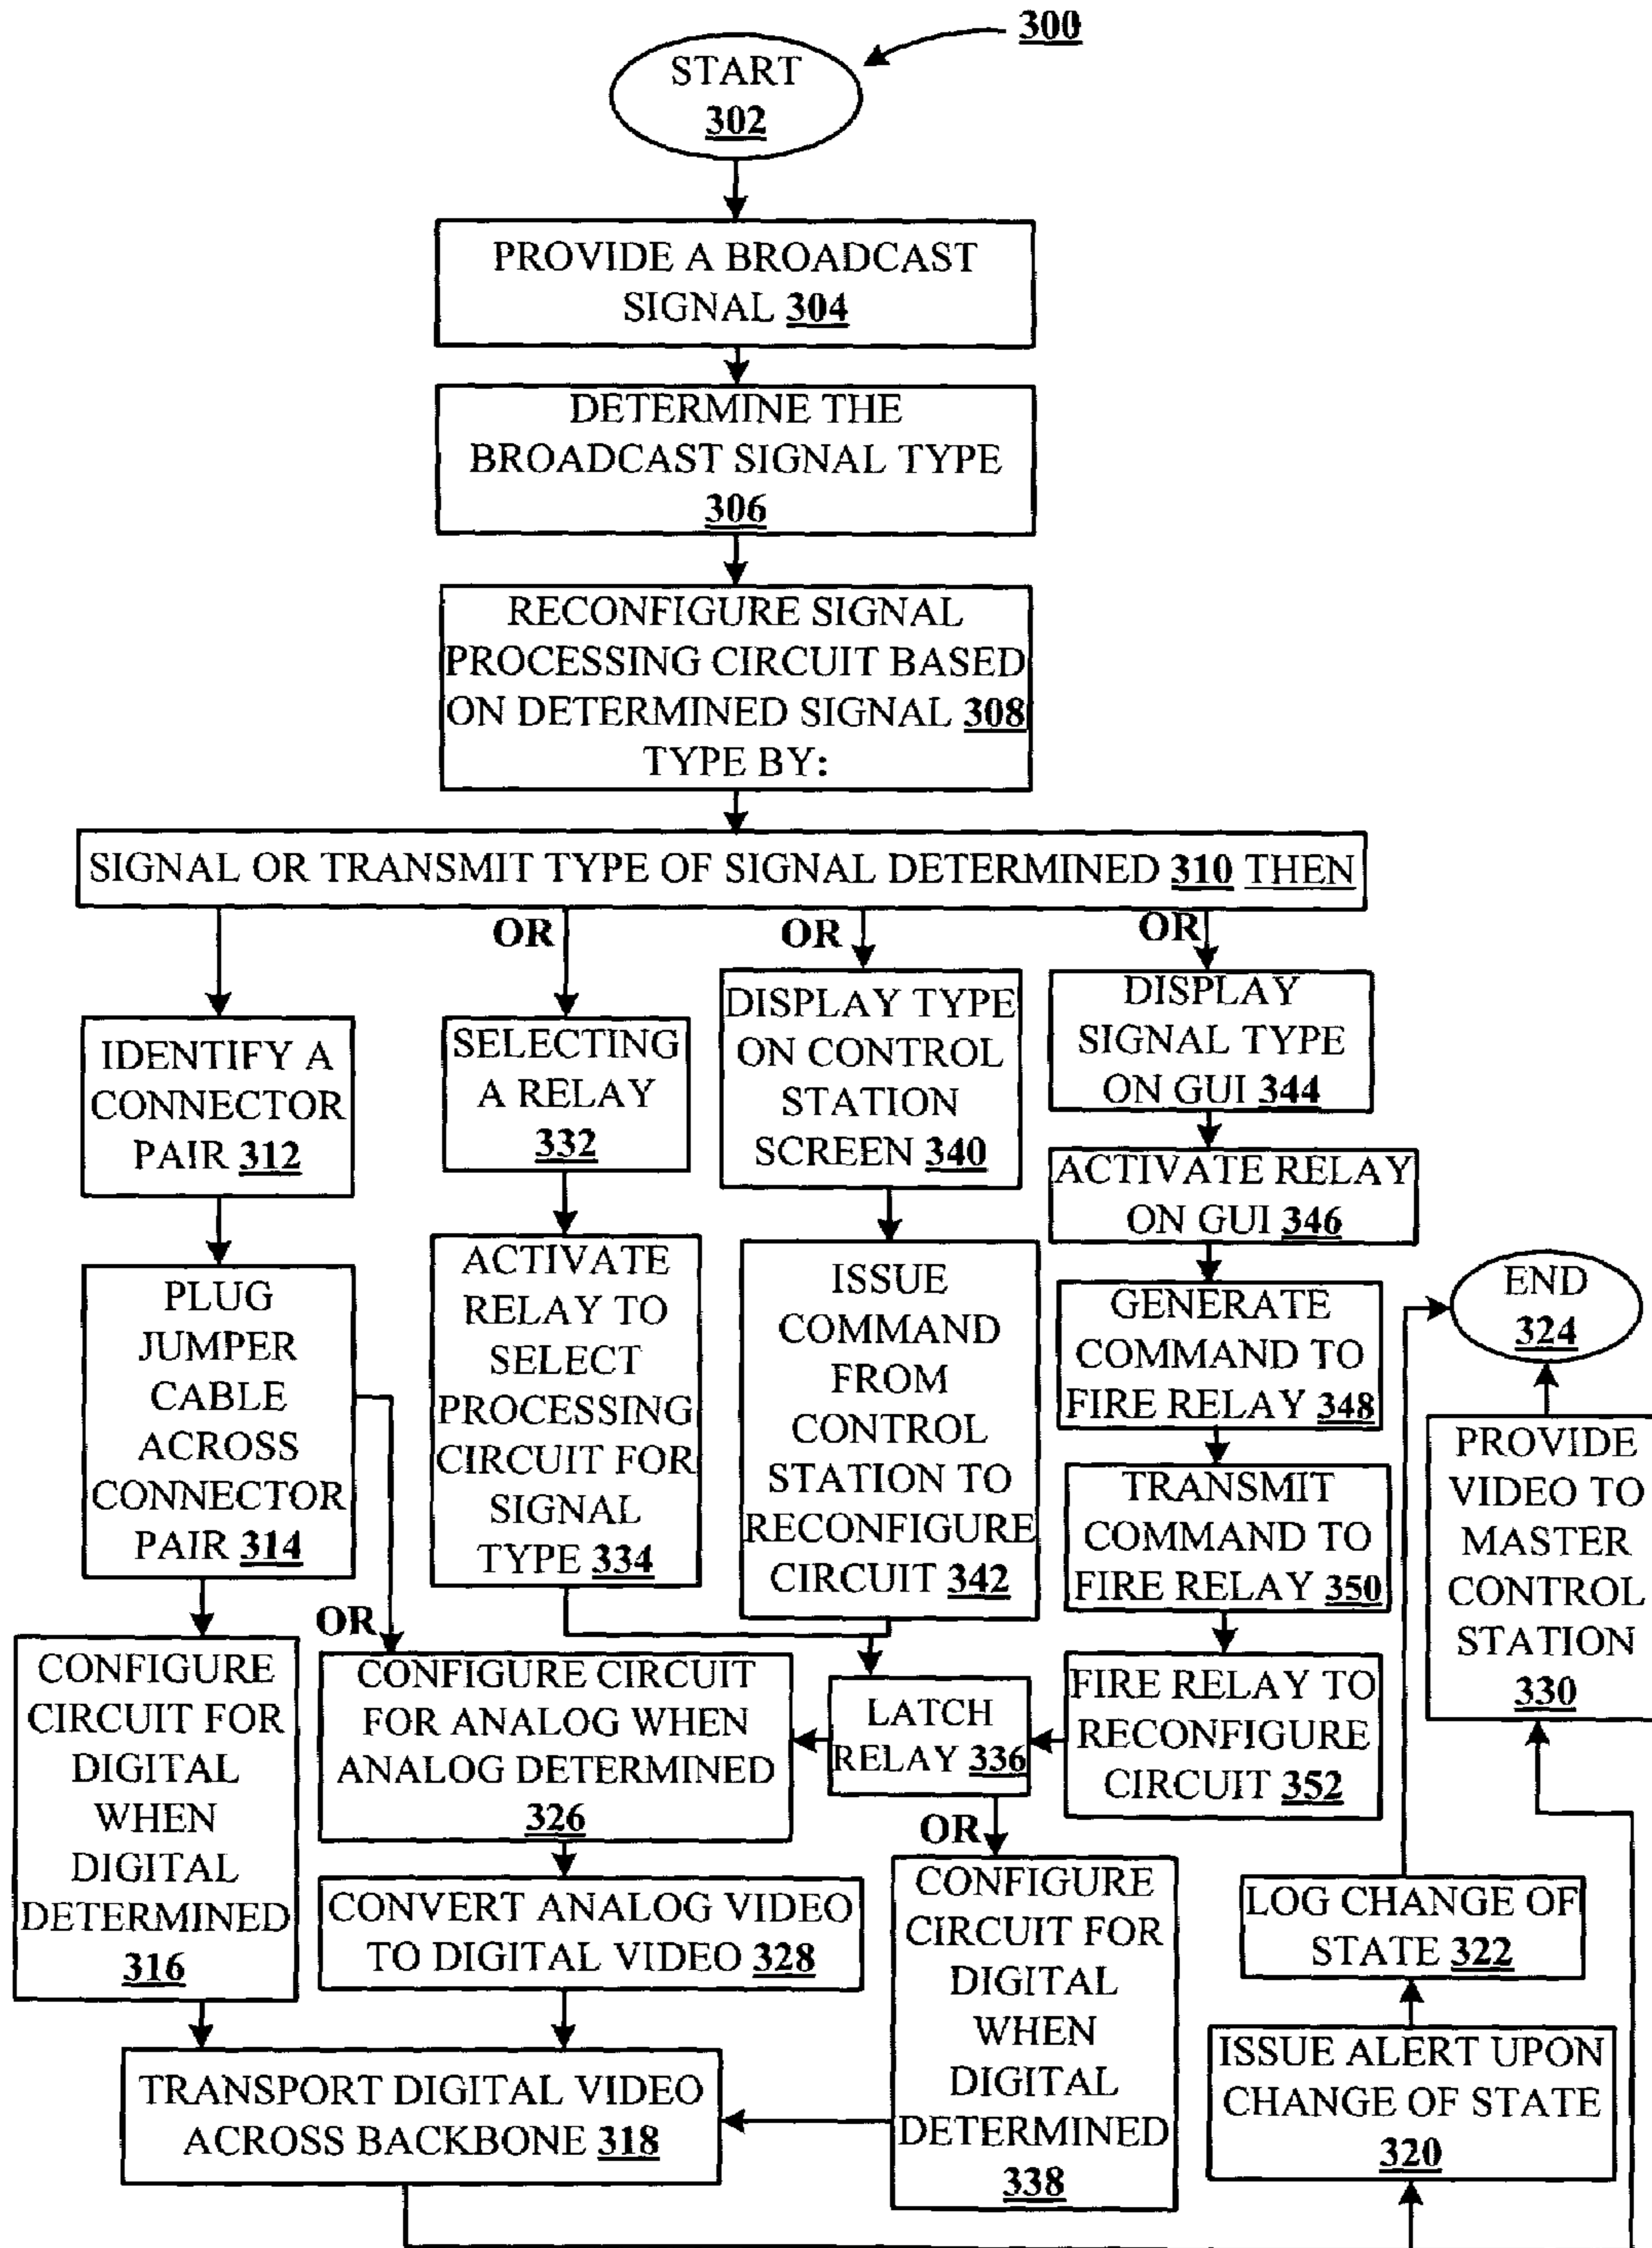 300
START
302
PROVIDE A BROADCAST
SIGNAL 304
DETERMINE THE
BROADCAST SIGNAL TYPE
306
RECONFIGURE SIGNAL
PROCESSING CIRCUIT BASED
ON DETERMINED SIGNAL 308
TYPE BY:
SIGNAL OR TRANSMIT TYPE OF SIGNAL DETERMINED 310 THEN
OR
OR
OR
IDENTIFY A
CONNECTOR
PAIR 312
PLUG
JUMPER
CABLE
ACROSS
CONNECTOR
PAIR 314
OR
CONFIGURE
CIRCUIT FOR
DIGITAL
WHEN
DIGITAL
DETERMINED
316
SELECTING
A RELAY
332
ACTIVATE
RELAY TO
SELECT
PROCESSING
CIRCUIT FOR
SIGNAL
TYPE 334
DISPLAY TYPE
ON CONTROL
STATION
SCREEN 340
ISSUE
COMMAND
FROM
CONTROL
STATION TO
RECONFIGURE
CIRCUIT 342
DISPLAY
SIGNAL TYPE
ON GUI 344
ACTIVATE RELAY
ON GUI 346
GENERATE
COMMAND TO
FIRE RELAY 348
TRANSMIT
COMMAND TO
FIRE RELAY 350
FIRE RELAY TO
RECONFIGURE
CIRCUIT 352
LATCH
RELAY 336
OR
CONFIGURE CIRCUIT
FOR ANALOG WHEN
ANALOG DETERMINED
326
CONVERT ANALOG VIDEO
TO DIGITAL VIDEO 328
CONFIGURE
CIRCUIT FOR
DIGITAL
WHEN
DIGITAL
DETERMINED
338
TRANSPORT DIGITAL VIDEO
ACROSS BACKBONE 318
ISSUE ALERT UPON
CHANGE OF STATE
320
LOG CHANGE OF
STATE 322
PROVIDE
VIDEO TO
MASTER
CONTROL
STATION
330
END
324